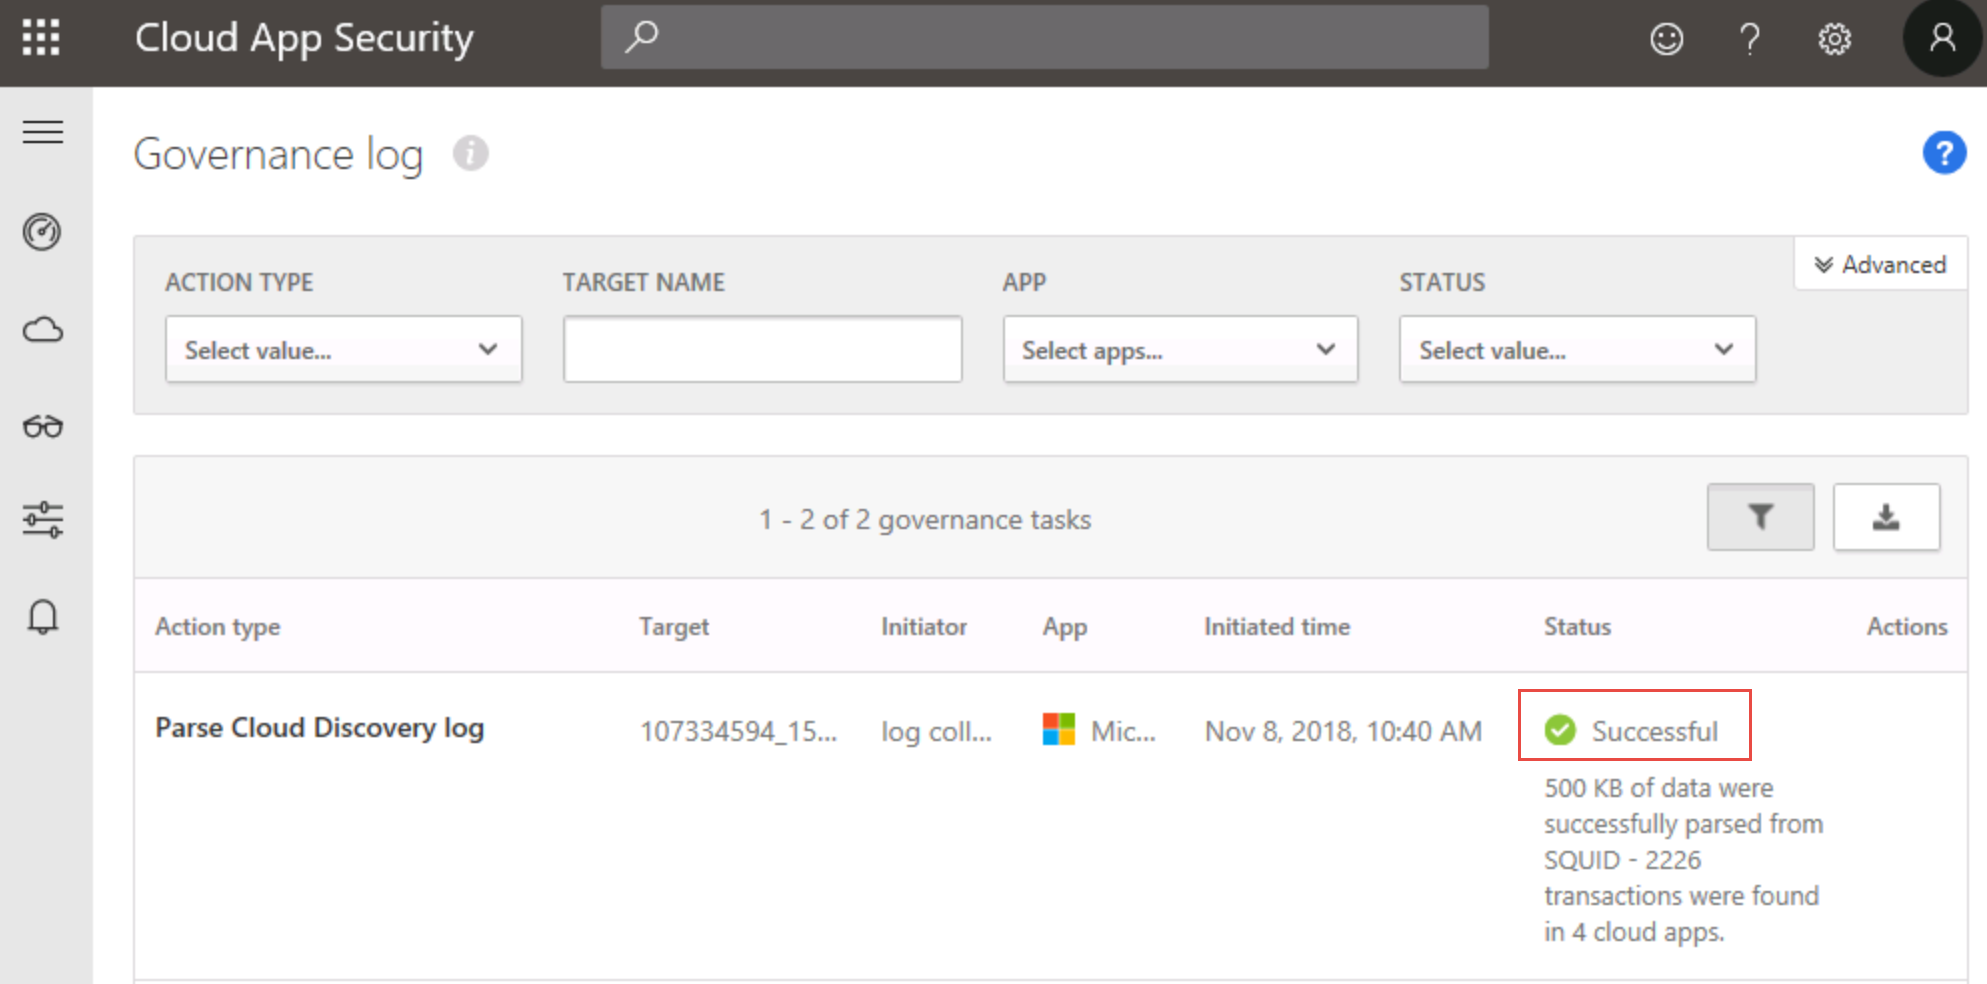 Cloud App Security
Governance log
ACTION TYPE
TARGET NAME
APP
STATUS
Advanced
Select value...
Select apps...
Select value...
1 - 2 of 2 governance tasks
Action type
Target
Initiator
App
Initiated time
Status
Actions
Parse Cloud Discovery log
107334594_15...
log coll...
Mic...
Nov 8, 2018, 10:40 AM
Successful
500 KB of data were
successfully parsed from
SQUID - 2226
transactions were found
in 4 cloud apps.